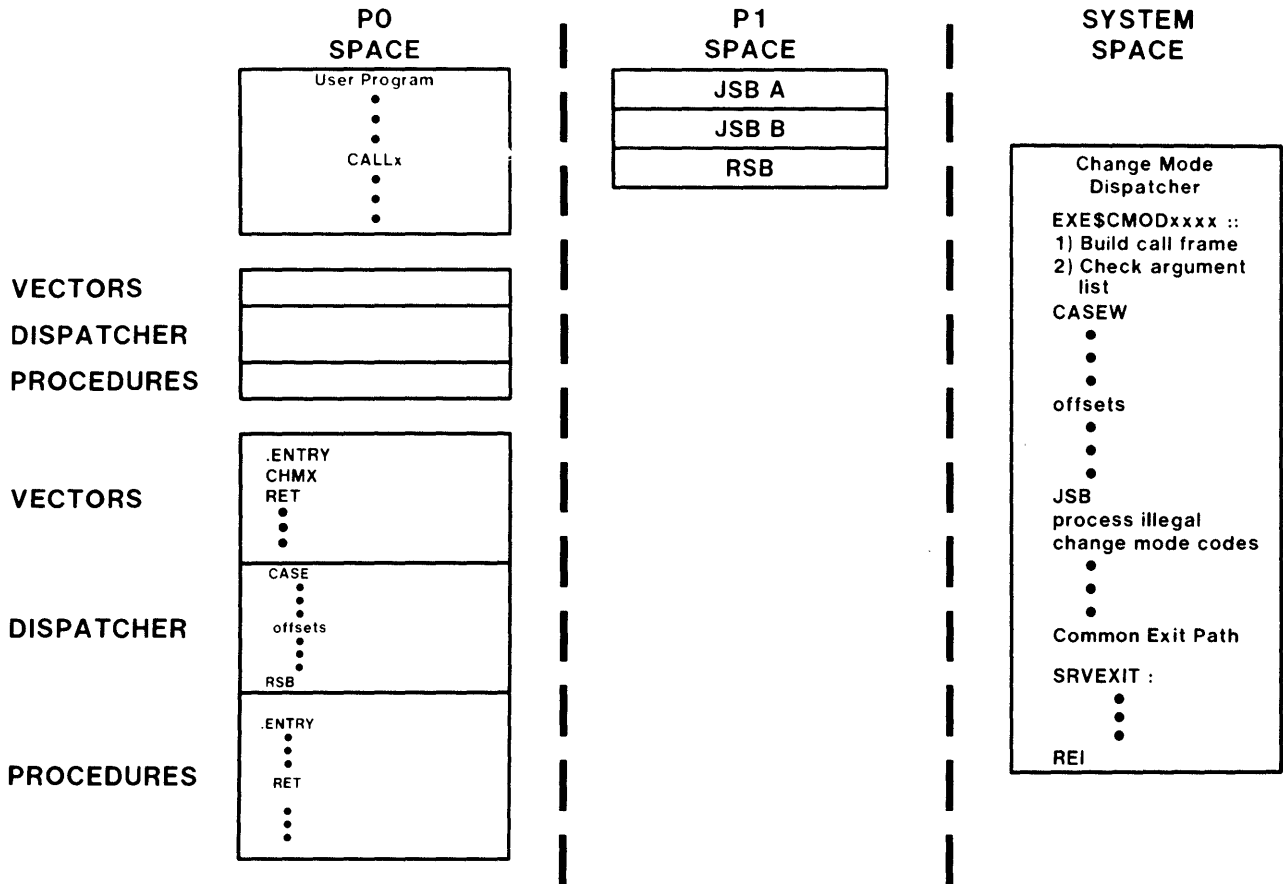 P0
SPACE
User Program
CALLx
VECTORS
DISPATCHER
PROCEDURES
VECTORS
.ENTRY
CHMX
RET
DISPATCHER
CASE
offsets
RSB
PROCEDURES
.ENTRY
RET
P1
SPACE
JSB A
JSB B
RSB
SYSTEM
SPACE
Change Mode
Dispatcher
EXE$CMODxxxx ::
1) Build call frame
2) Check argument
list
CASEW
offsets
JSB
process illegal
change mode codes
Common Exit Path
SRVEXIT :
REI